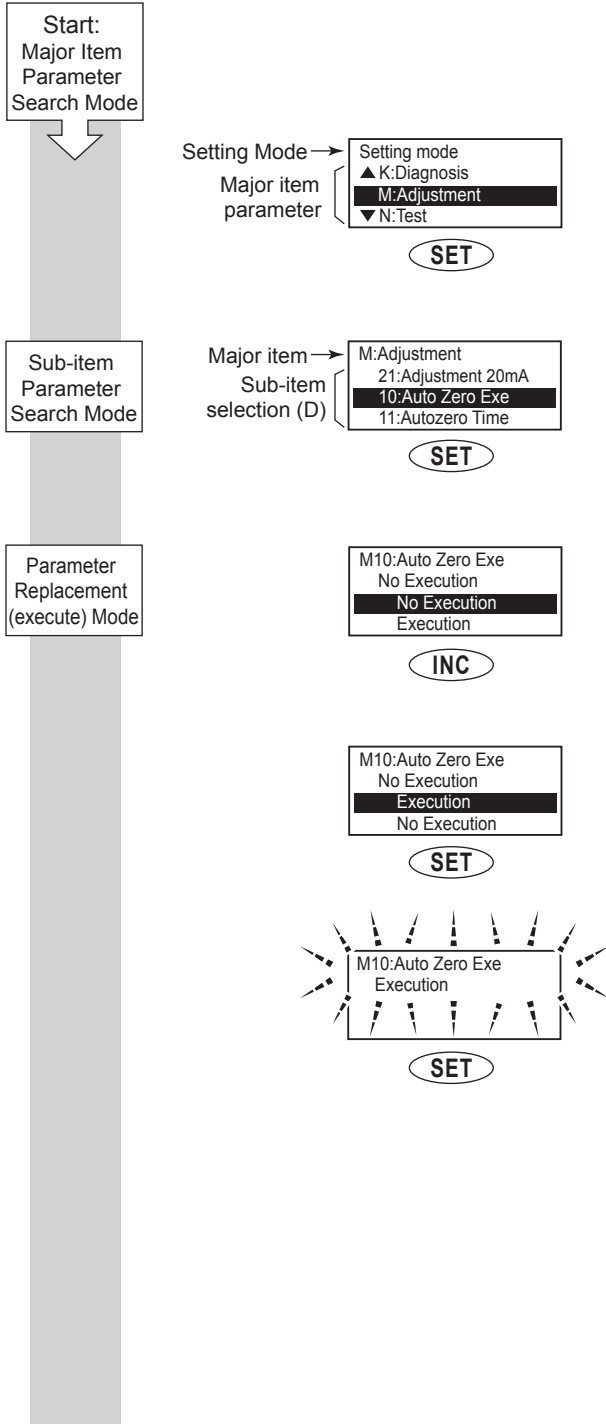 Start:
Major Item
Parameter
Search Mode
Setting Mode
Major item
parameter
Setting mode
▲ K:Diagnosis
M:Adjustment
▼ N:Test
SET
Sub-item
Parameter
Search Mode
Major item
Sub-item
selection (D)
M:Adjustment
21:Adjustment 20mA
10:Auto Zero Exe
11:Autozero Time
SET
Parameter
Replacement
(execute) Mode
M10:Auto Zero Exe
No Execution
No Execution
Execution
INC
M10:Auto Zero Exe
No Execution
Execution
No Execution
SET
M10:Auto Zero Exe
Execution
SET